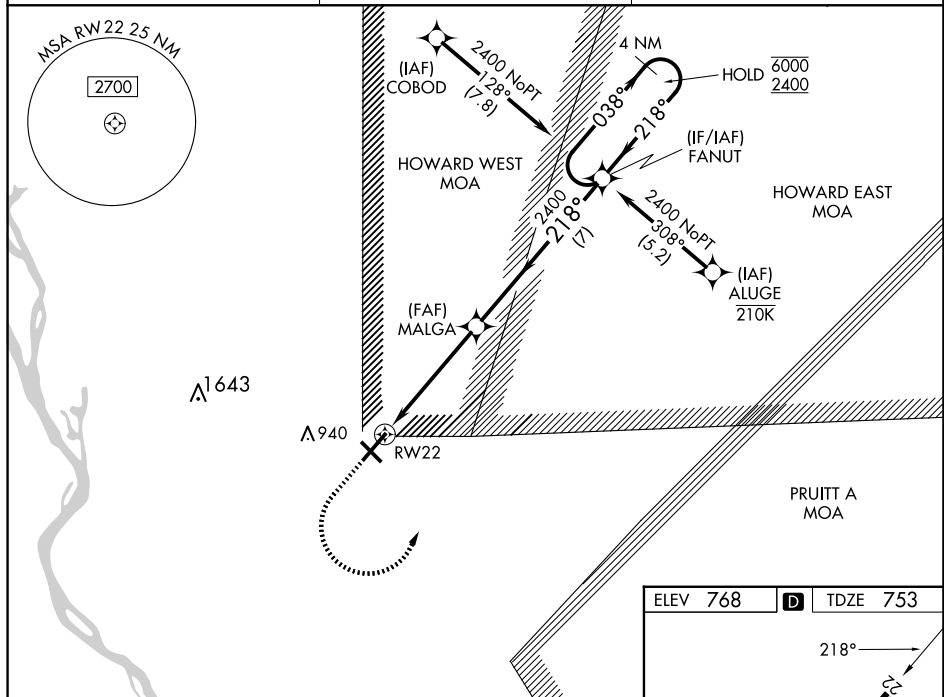 MSA RW22 25 NM
2700
(IAF)
COBOD
2400 NoPT
128°
(7.8)
4 NM
HOLD 6000
2400
038°
218°
(IF/IAF)
FANUT
HOWARD WEST
MOA
HOWARD EAST
MOA
2400
218°
(7)
2400 NoPT
308°
(5.2)
(IAF)
ALUGE
210K
(FAF)
MALGA
1643
940
RW22
PRUITT A
MOA
ELEV 768 D TDZE 753
218°
22